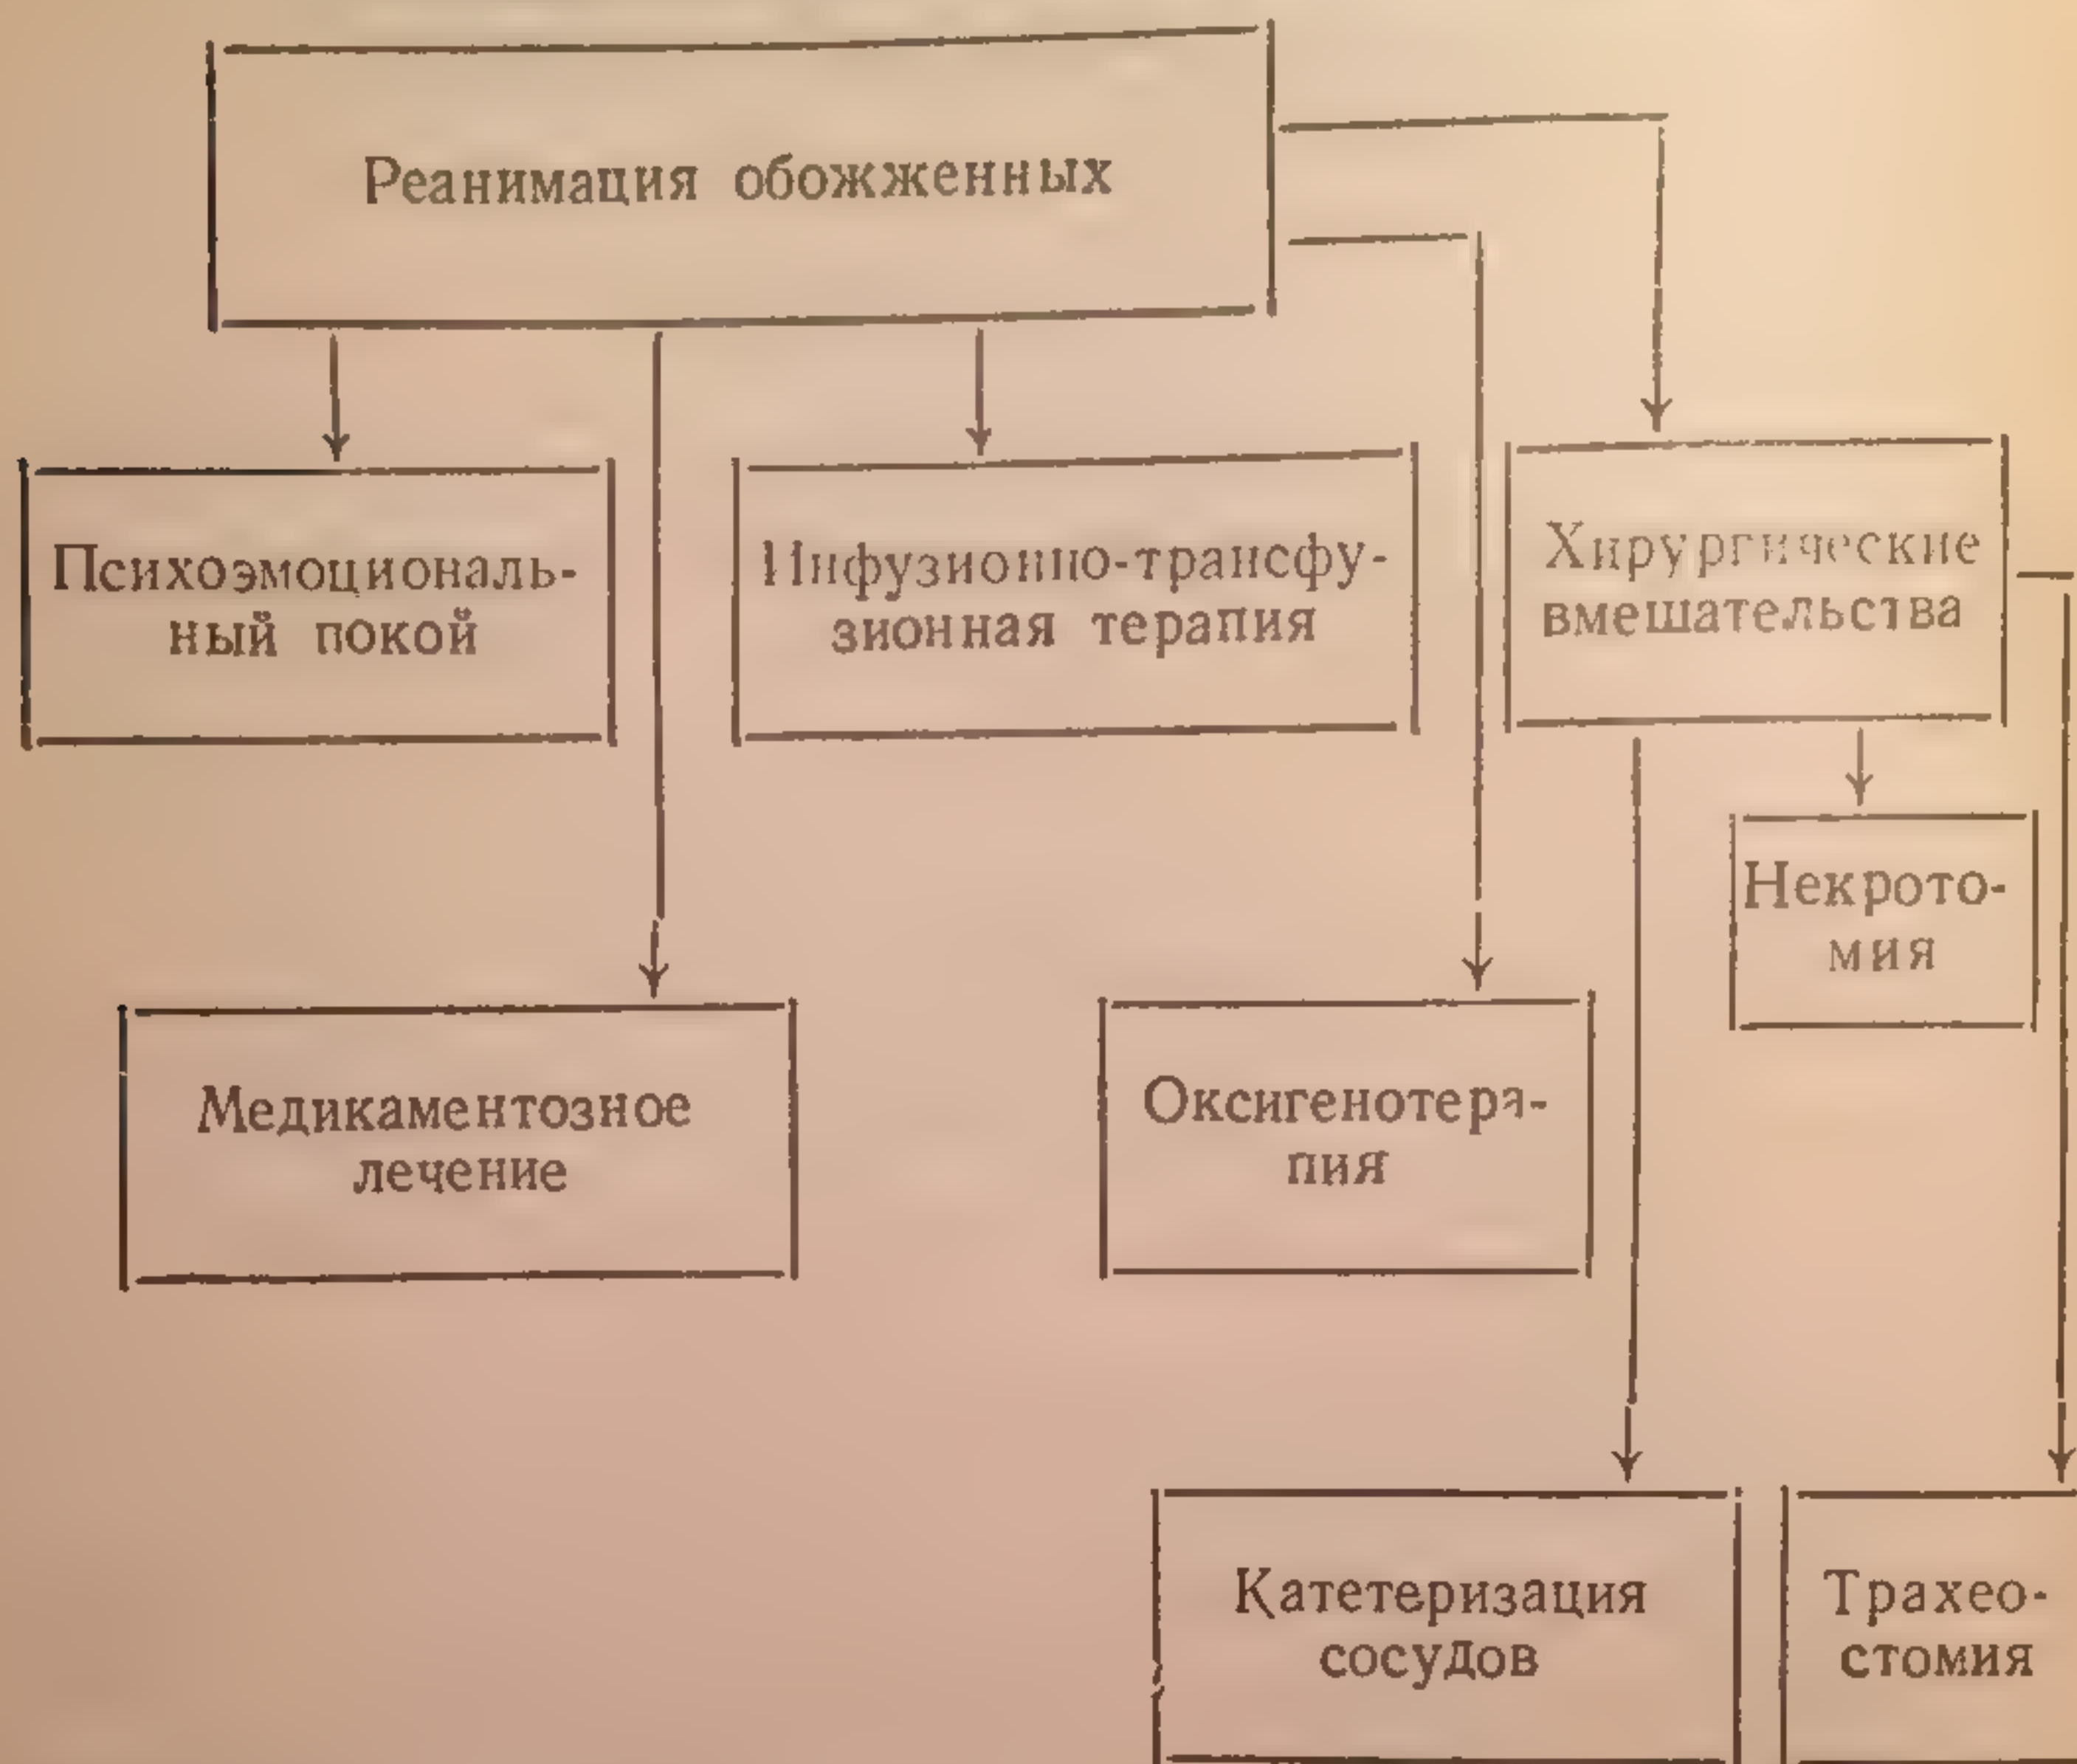 Реанимация обожженных
Психоэмоциональ-
ный покой
Инфузионно-трансфу-
зионная терапия
Хирургические
вмешательства
Некрото-
мия
Медикаментозное
лечение
Оксигенотера-
пия
Катетеризация
сосудов
Трахео-
стомия